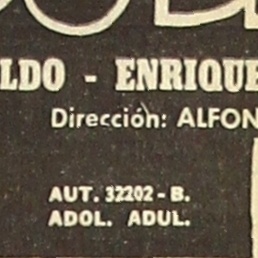 LDO - ENRIQUE
Dirección: ALFON
AUT. 32202 - B.
ADOL. ADUL.